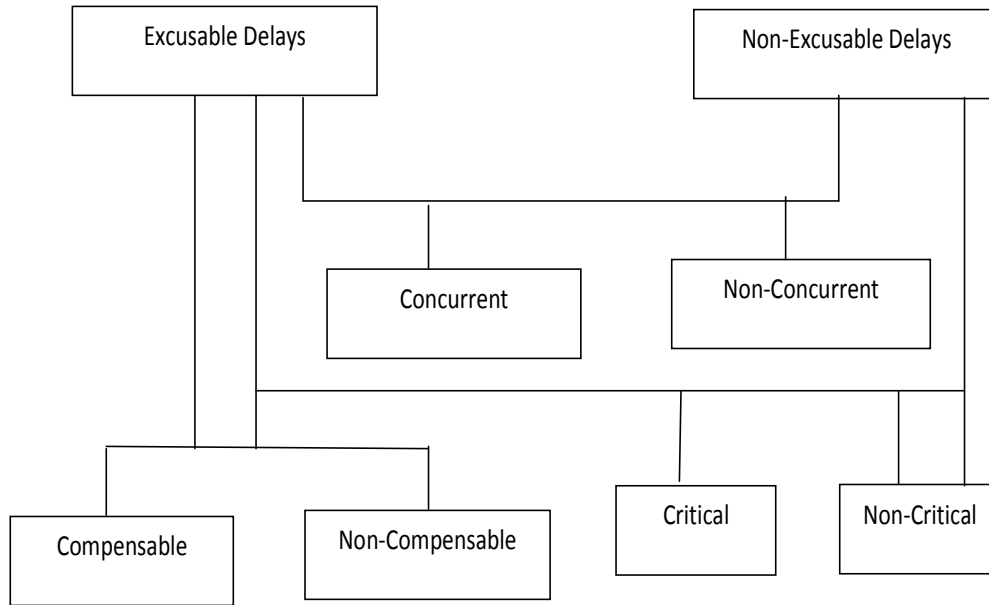 Excusable Delays
Non-Excusable Delays
Concurrent
Non-Concurrent
Compensable
Non-Compensable
Critical
Non-Critical